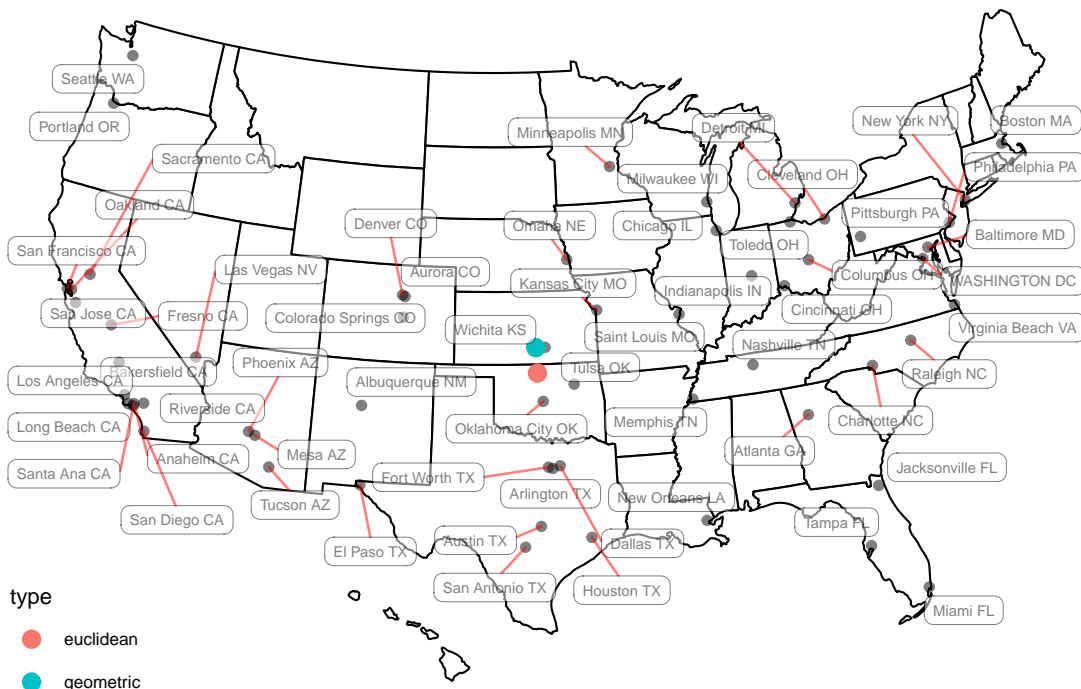 Seattle WA
Portland OR
Sacramento CA
Oakland CA
San Francisco CA
San Jose CA
Fresno CA
Las Vegas NV
Bakersfield CA
Los Angeles CA
Long Beach CA
Riverside CA
Santa Ana CA
Anaheim CA
San Diego CA
Phoenix AZ
Mesa AZ
Tucson AZ
Denver CO
Aurora CO
Colorado Springs CO
Albuquerque NM
El Paso TX
Minneapolis MN
Milwaukee WI
Chicago IL
Omaha NE
Kansas City MO
Wichita KS
Saint Louis MO
Tulsa OK
Oklahoma City OK
Fort Worth TX
Arlington TX
Dallas TX
Austin TX
San Antonio TX
Houston TX
New Orleans LA
Memphis TN
Nashville TN
Indianapolis IN
Detroit MI
Cleveland OH
Toledo OH
Columbus OH
Cincinnati OH
Pittsburgh PA
New York NY
Boston MA
Philadelphia PA
Baltimore MD
WASHINGTON DC
Virginia Beach VA
Raleigh NC
Charlotte NC
Atlanta GA
Jacksonville FL
Tampa FL
Miami FL
type
euclidean
geometric